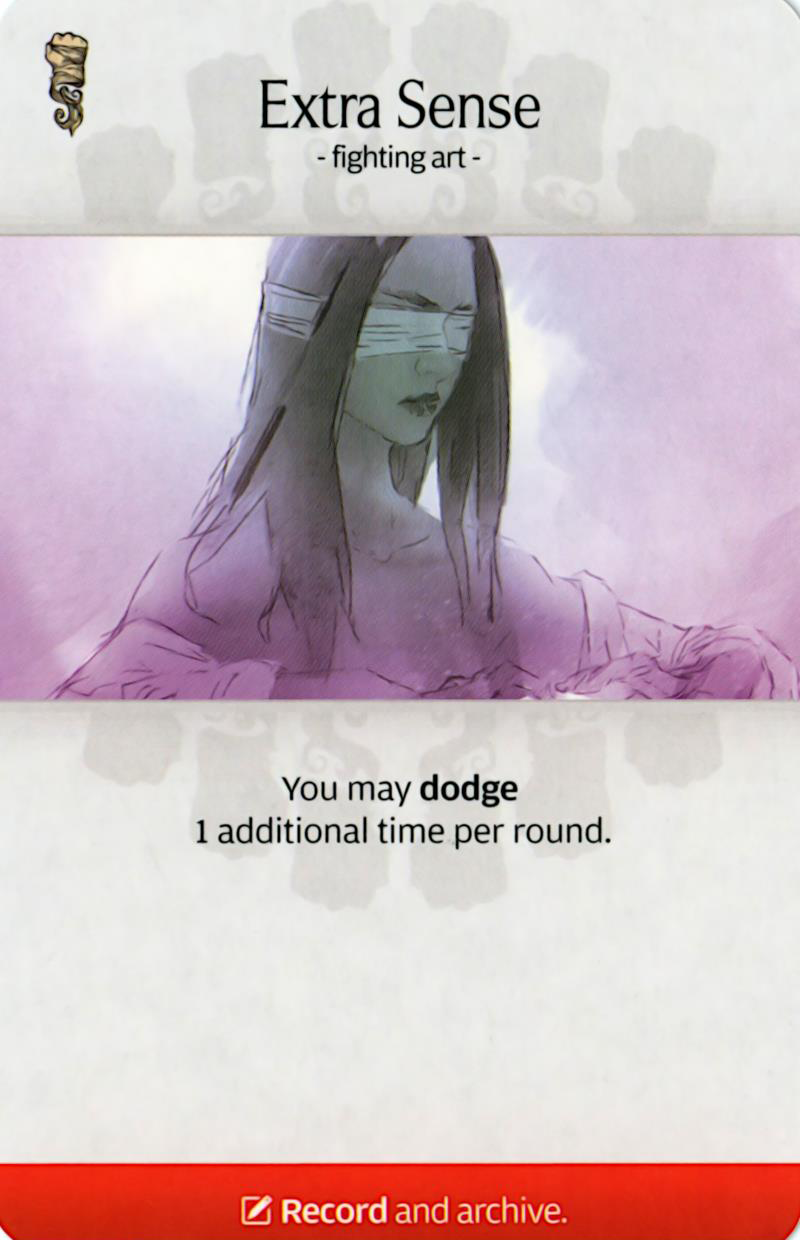 Extra Sense
- fighting art -
You may dodge
1 additional time per round.
Record and archive.